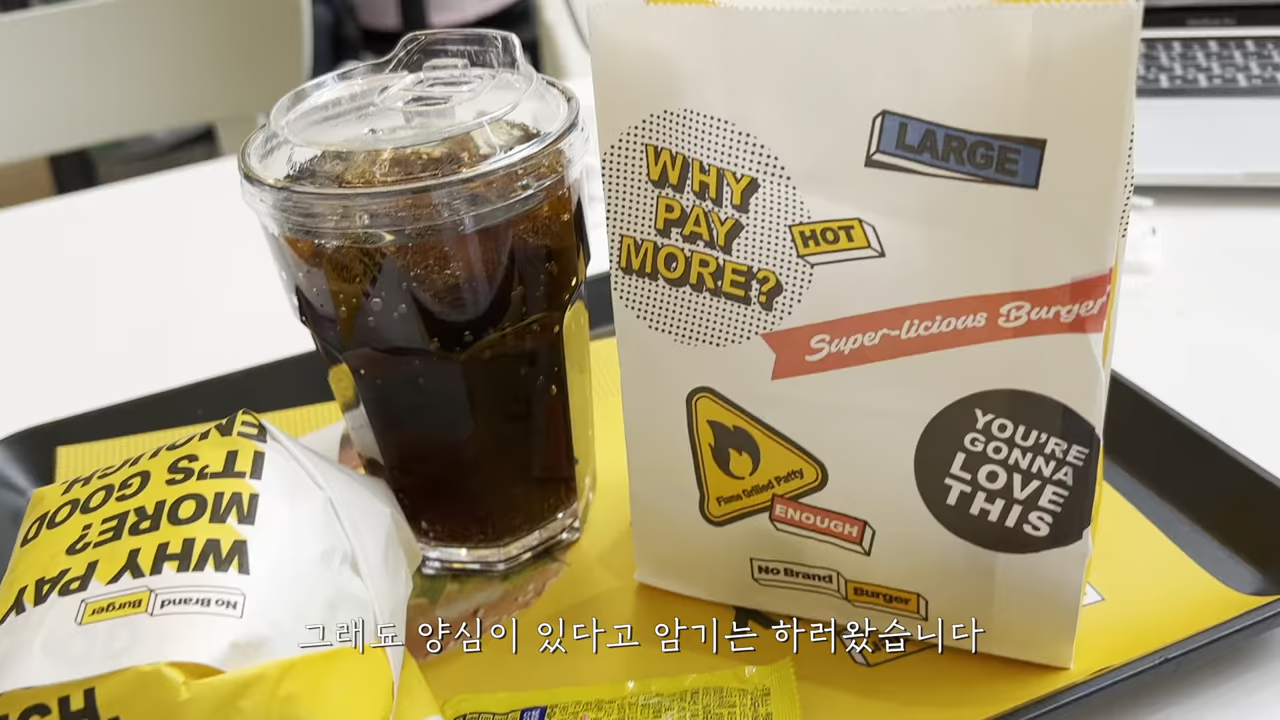 LARGE
WHY
PAY
MORE?
HOT
Super-licious Burger
Flame Grilled Patty
ENOUGH
YOU'RE
GONNA
LOVE
THIS
No Brand Burger
WHY PAY
MORE?
IT'S GOOD
ENOUGH.
No Brand Burger
그래도 양심이 있다고 암기는 하러왔습니다